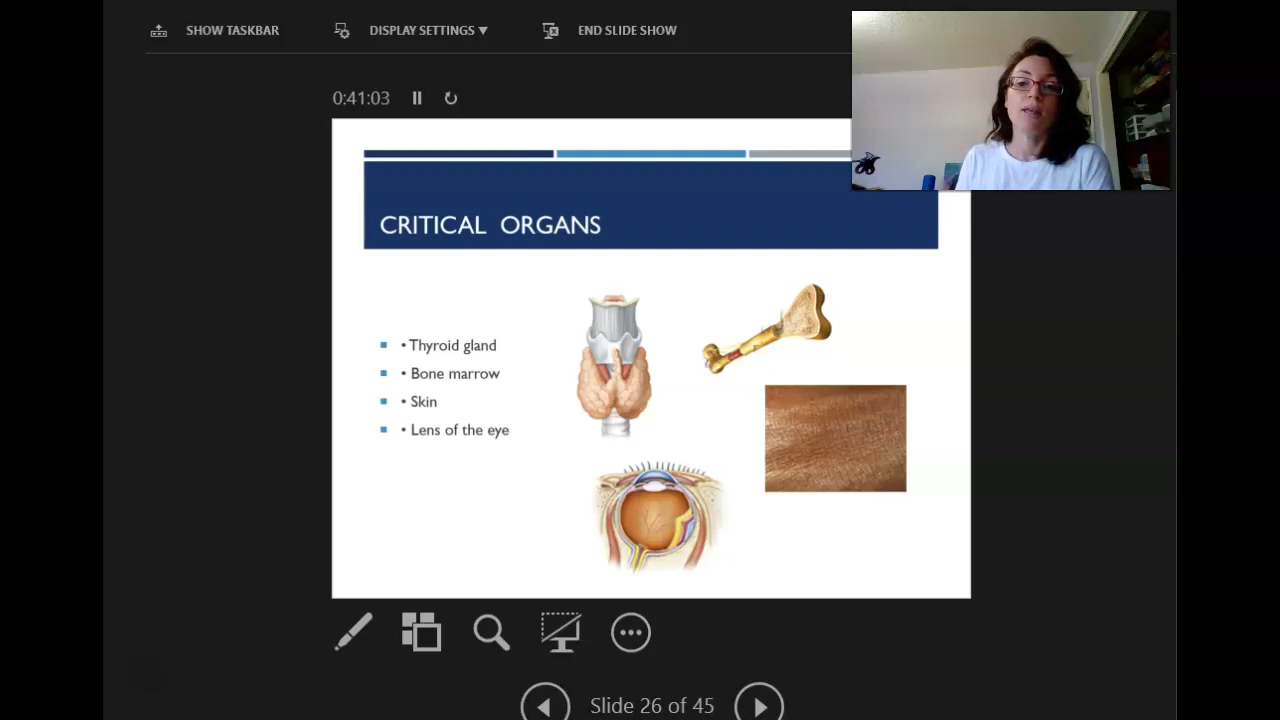 SHOW TASKBAR
DISPLAY SETTINGS ▼
END SLIDE SHOW
0:41:03
CRITICAL ORGANS
• Thyroid gland
• Bone marrow
• Skin
• Lens of the eye
Slide 26 of 45